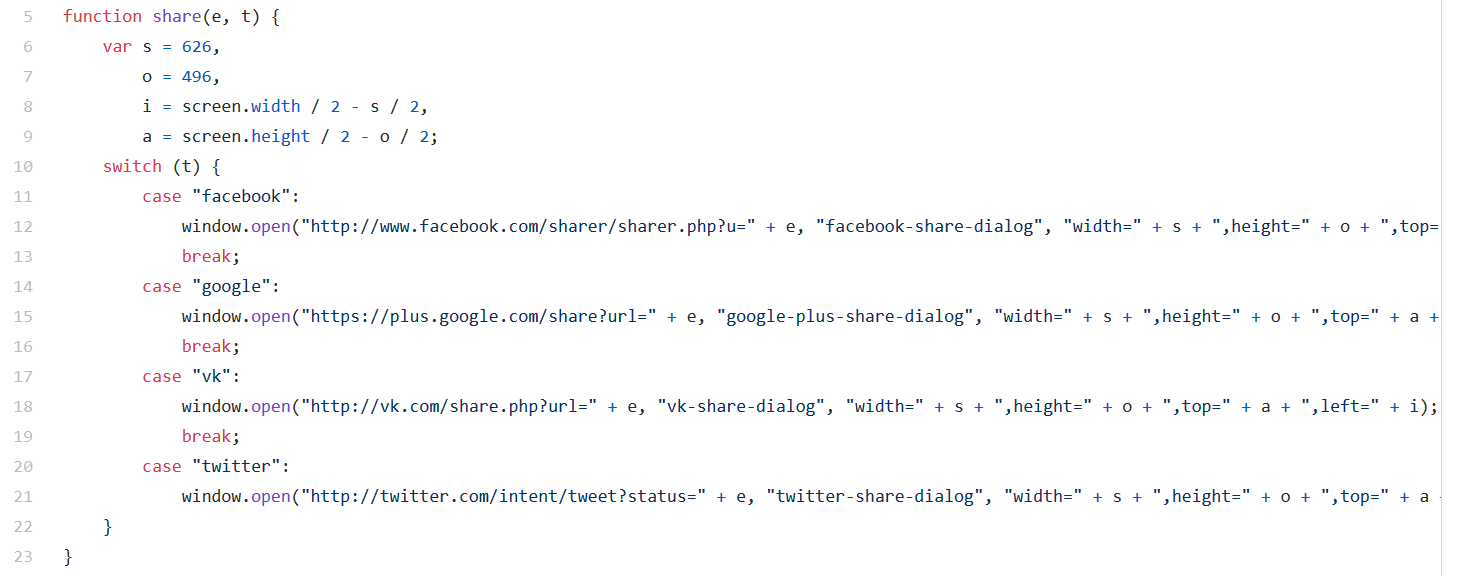 5 function share(e, t) {
6 var s = 626,
7 o = 496,
8 i = screen.width / 2 - s / 2,
9 a = screen.height / 2 - o / 2;
10 switch (t) {
11 case "facebook":
12 window.open("http://www.facebook.com/sharer/sharer.php?u=" + e, "facebook-share-dialog", "width=" + s + ",height=" + o + ",top=
13 break;
14 case "google":
15 window.open("https://plus.google.com/share?url=" + e, "google-plus-share-dialog", "width=" + s + ",height=" + o + ",top=" + a +
16 break;
17 case "vk":
18 window.open("http://vk.com/share.php?url=" + e, "vk-share-dialog", "width=" + s + ",height=" + o + ",top=" + a + ",left=" + i);
19 break;
20 case "twitter":
21 window.open("http://twitter.com/intent/tweet?status=" + e, "twitter-share-dialog", "width=" + s + ",height=" + o + ",top=" + a
22 }
23 }